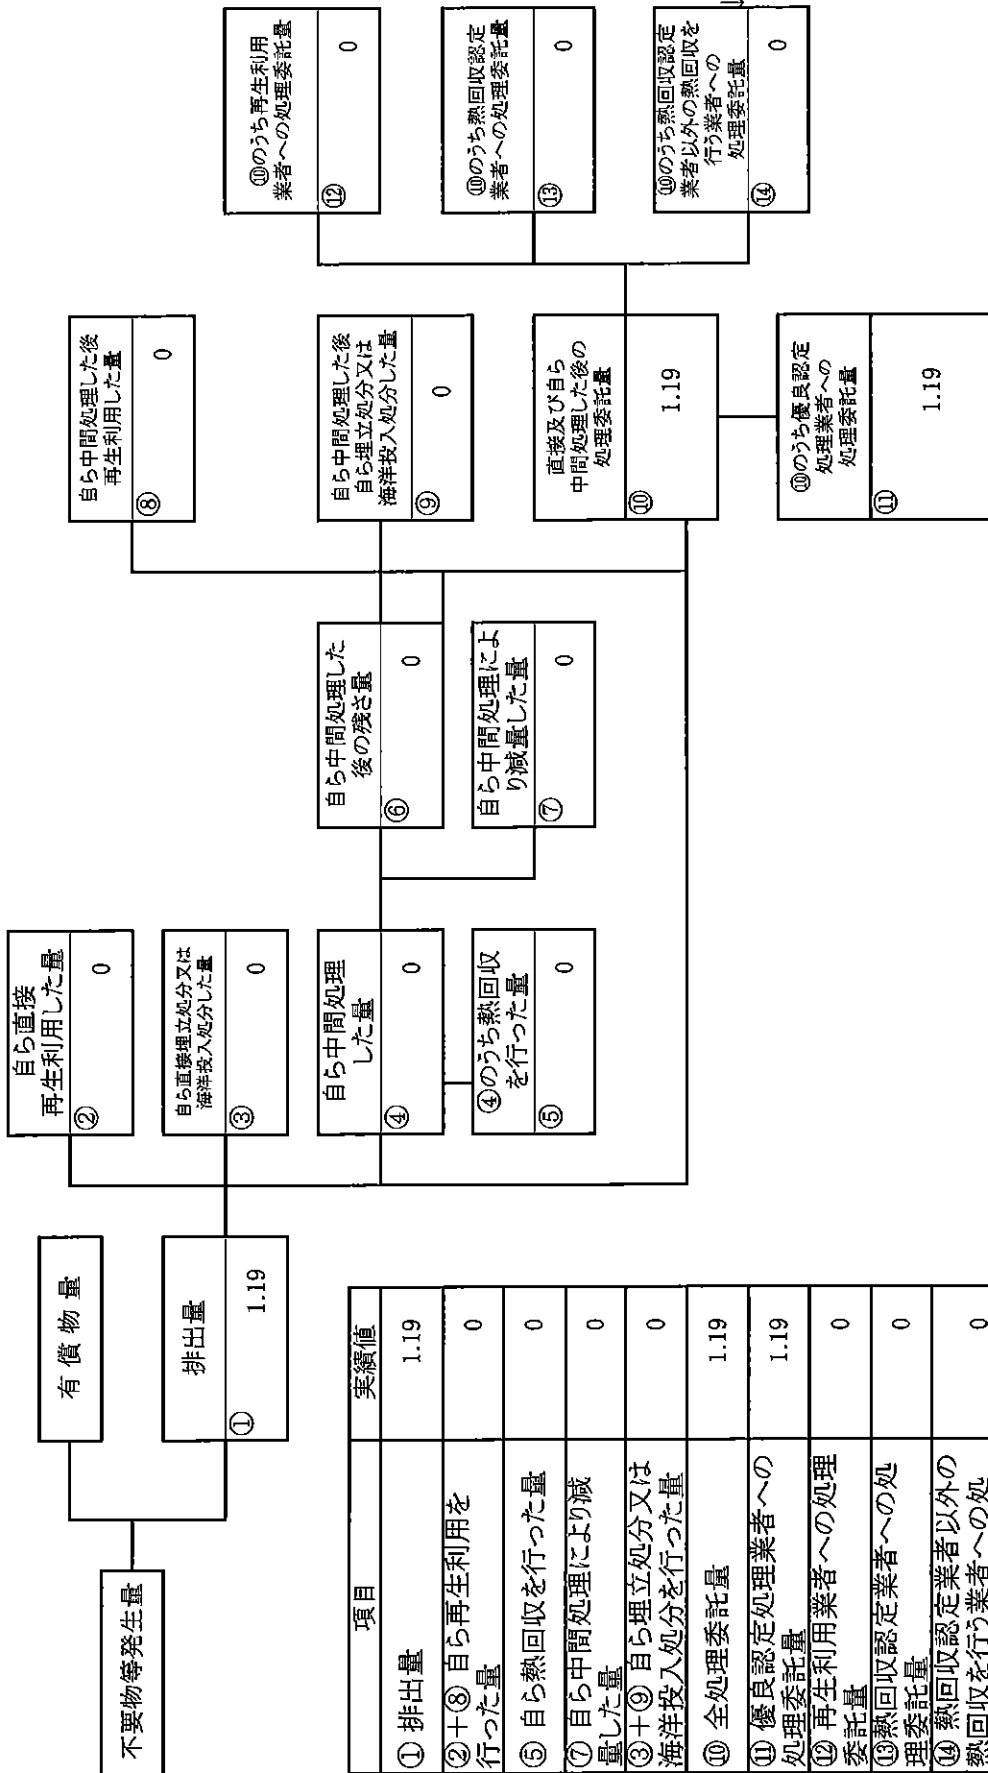 不要物等発生量
有償物量
排出量
①
1.19
自ら直接
再生利用した量
②
0
自ら直接埋立処分又は
海洋投入処分した量
③
0
自ら中間処理
した量
④
0
④のうち熱回収
を行った量
⑤
0
自ら中間処理した
後の残さ量
⑥
0
自ら中間処理によ
り減量した量
⑦
0
自ら中間処理した後
再生利用した量
⑧
0
自ら中間処理した後
自ら埋立処分又は
海洋投入処分した量
⑨
0
直接及び自ら
中間処理した後の
処理委託量
⑩
1.19
⑩のうち優良認定
処理業者への
処理委託量
⑪
1.19
⑩のうち再生利用
業者への処理委託量
⑫
0
⑩のうち熱回収認定
業者への処理委託量
⑬
0
⑩のうち熱回収認定
業者以外の熱回収を
行う業者への
処理委託量
⑭
0
項目
実績値
①排出量
1.19
②+⑧自ら再生利用を
行った量
0
⑤自ら熱回収を行った量
0
⑦自ら中間処理により減
量した量
0
③+⑨自ら埋立処分又は
海洋投入処分を行った量
0
⑩全処理委託量
1.19
⑪優良認定処理業者への
処理委託量
1.19
⑫再生利用業者への処理
委託量
0
⑬熱回収認定業者への処
理委託量
0
⑭熱回収認定業者以外の
熱回収を行う業者への処
0